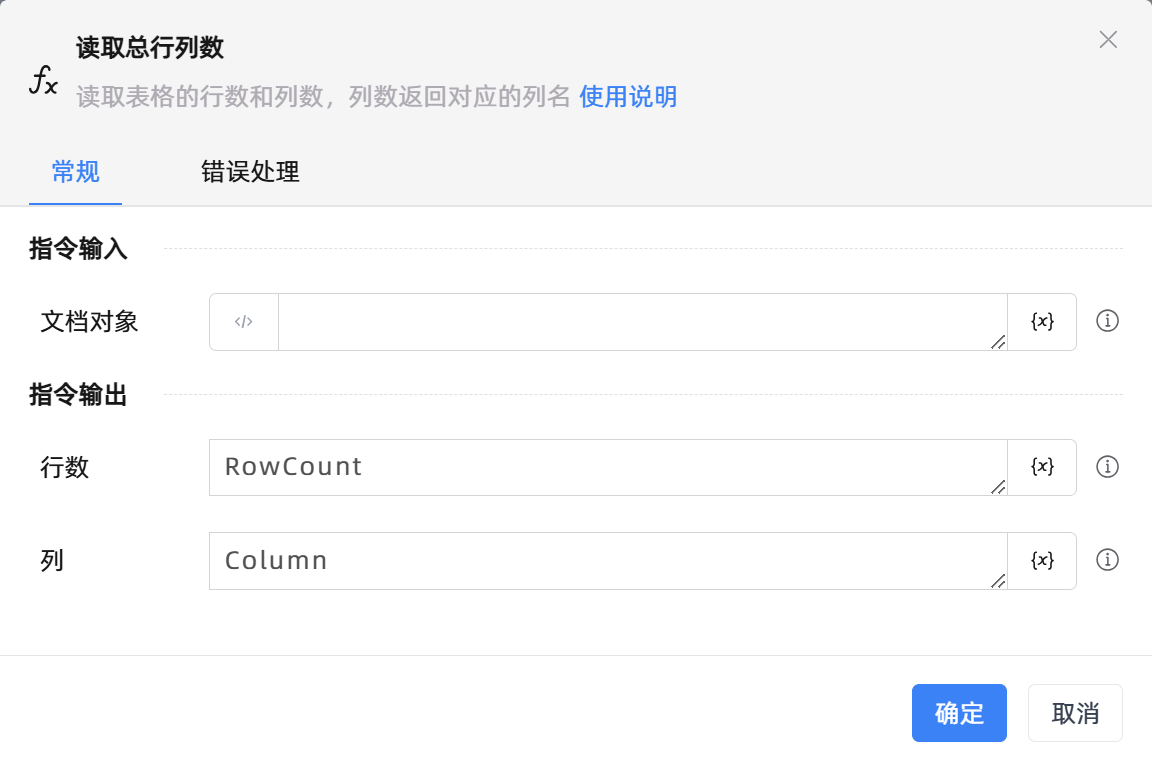 读取总行列数
读取表格的行数和列数，列数返回对应的列名 使用说明
常规 错误处理
指令输入
文档对象 </> {x}
指令输出
行数 RowCount {x}
列 Column {x}
确定 取消